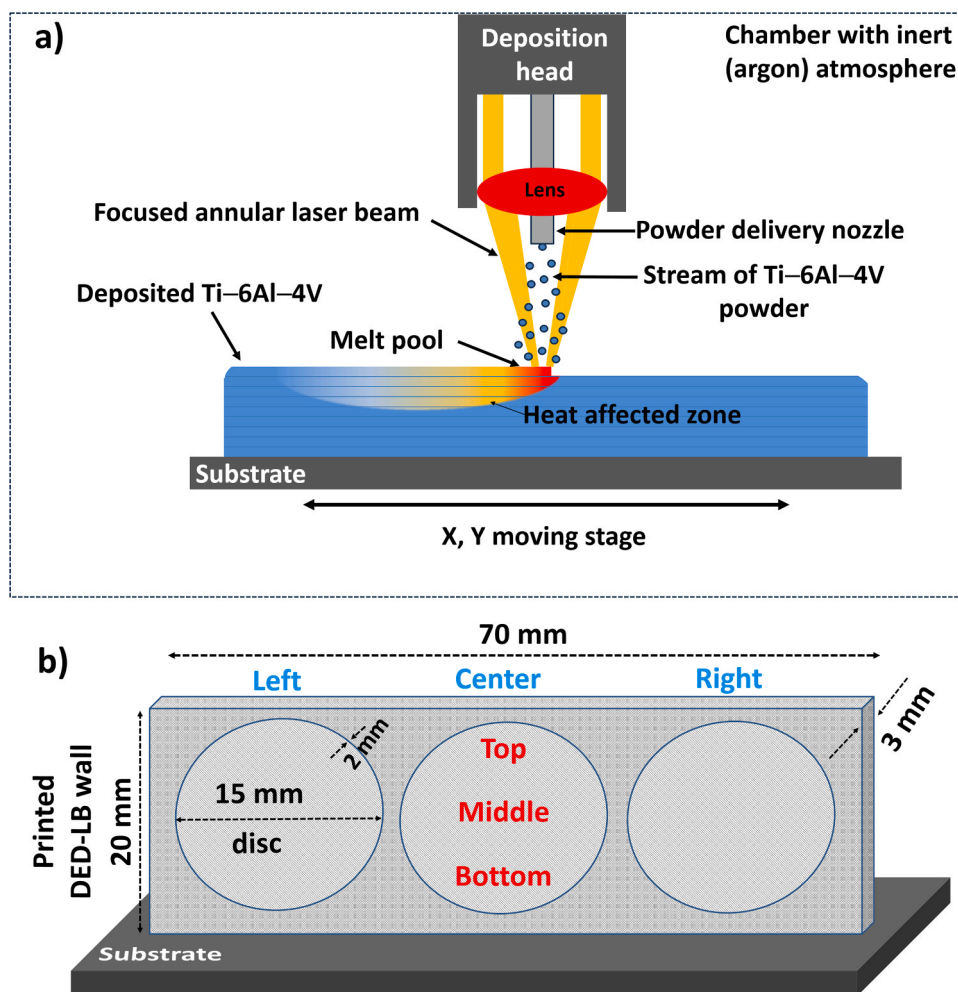 a)
Deposition
head
Chamber with inert
(argon) atmosphere
Lens
Focused annular laser beam
Powder delivery nozzle
Stream of Ti–6Al–4V
powder
Deposited Ti–6Al–4V
Melt pool
Heat affected zone
Substrate
X, Y moving stage
b)
70 mm
Left
Center
Right
3 mm
2 mm
Top
Printed
DED-LB wall
20 mm
15 mm
disc
Middle
Bottom
Substrate